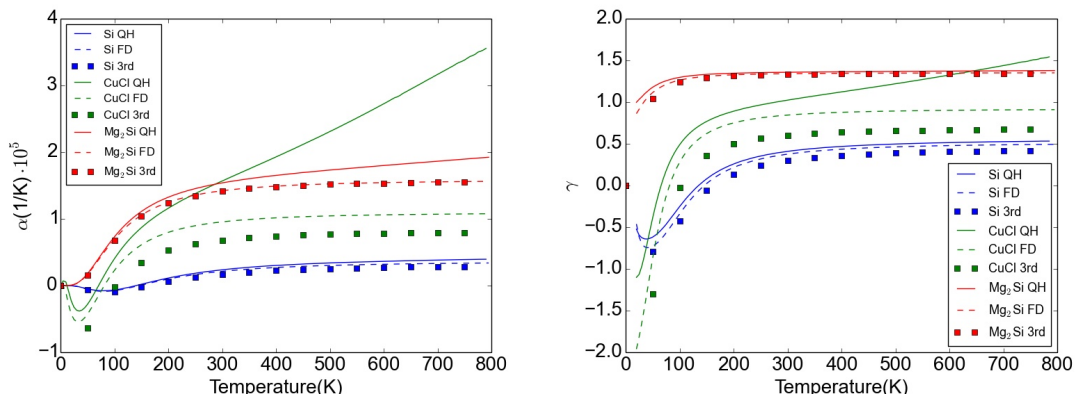 4
3
2
1
0
−1
α(1/K) ·10⁵
Si QH
Si FD
Si 3rd
CuCl QH
CuCl FD
CuCl 3rd
Mg₂Si QH
Mg₂Si FD
Mg₂Si 3rd
0 100 200 300 400 500 600 700 800
Temperature(K)
2.0
1.5
1.0
0.5
0.0
−0.5
−1.0
−1.5
−2.0
γ
Si QH
Si FD
Si 3rd
CuCl QH
CuCl FD
CuCl 3rd
Mg₂Si QH
Mg₂Si FD
Mg₂Si 3rd
0 100 200 300 400 500 600 700 800
Temperature(K)